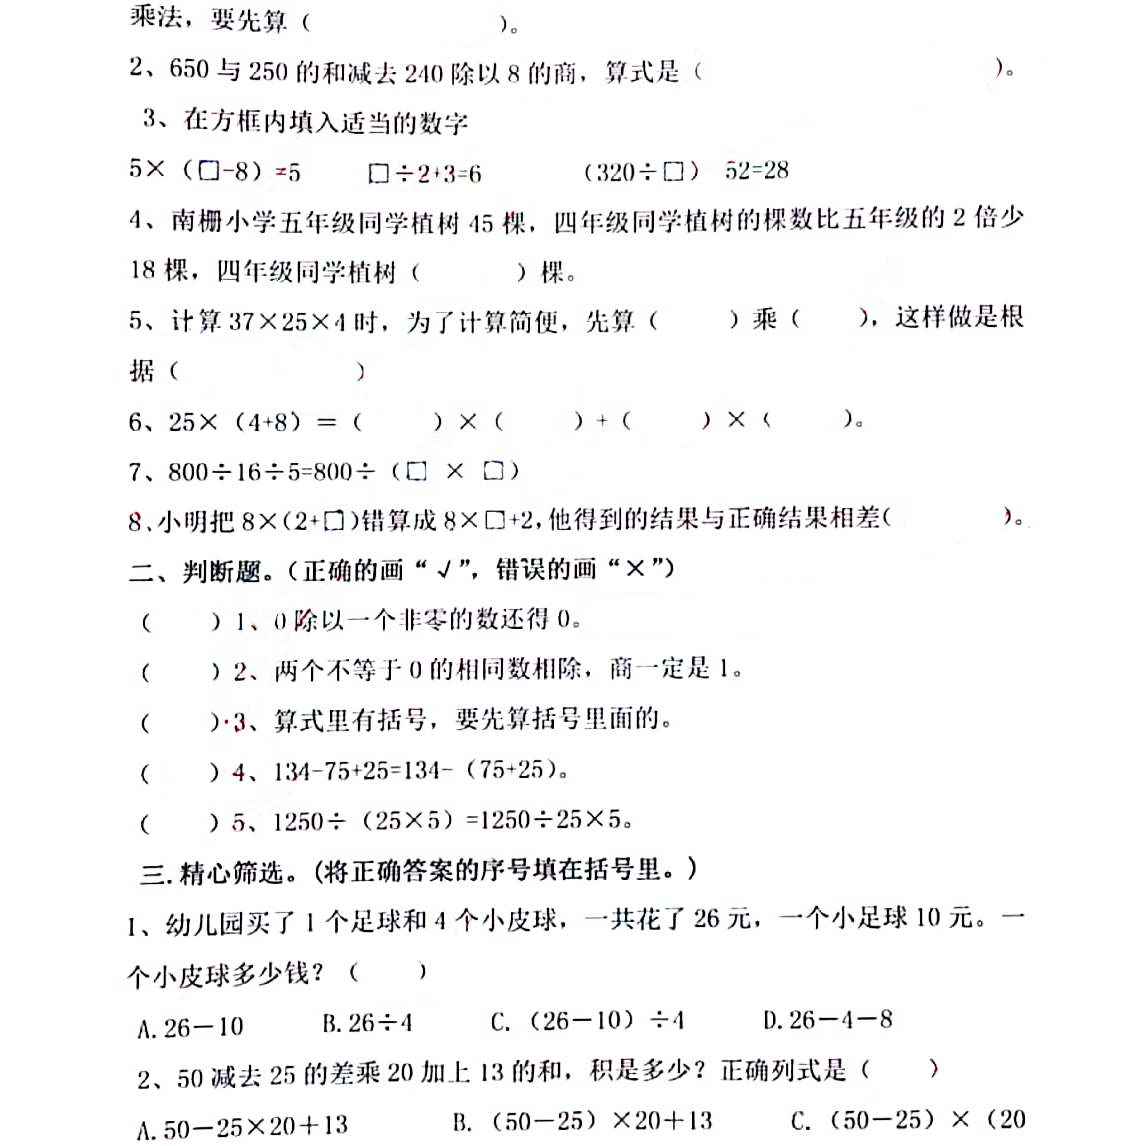 乘法，要先算（ ）。
2、650 与 250 的和减去 240 除以 8 的商，算式是（ ）。
3、在方框内填入适当的数字
5×（□-8）=5 □÷2+3=6 （320÷□） 52=28
4、南栅小学五年级同学植树 45 棵，四年级同学植树的棵数比五年级的 2 倍少
18 棵，四年级同学植树（ ）棵。
5、计算 37×25×4 时，为了计算简便，先算（ ）乘（ ），这样做是根
据（ ）
6、25×（4+8）＝（ ）×（ ）+（ ）×（ ）。
7、800÷16÷5=800÷（□ × □）
8、小明把 8×(2+□)错算成 8×□+2，他得到的结果与正确结果相差( )。
二、判断题。（正确的画“√”，错误的画“×”）
（ ）1、0 除以一个非零的数还得 0。
（ ）2、两个不等于 0 的相同数相除，商一定是 1。
（ ）3、算式里有括号，要先算括号里面的。
（ ）4、134-75+25=134-（75+25）。
（ ）5、1250÷（25×5）=1250÷25×5。
三.精心筛选。(将正确答案的序号填在括号里。)
1、幼儿园买了 1 个足球和 4 个小皮球，一共花了 26 元，一个小足球 10 元。一
个小皮球多少钱？（ ）
A.26－10 B.26÷4 C.（26－10）÷4 D.26－4－8
2、50 减去 25 的差乘 20 加上 13 的和，积是多少？正确列式是（ ）
A.50－25×20＋13 B.（50－25）×20＋13 C.（50－25）×（20